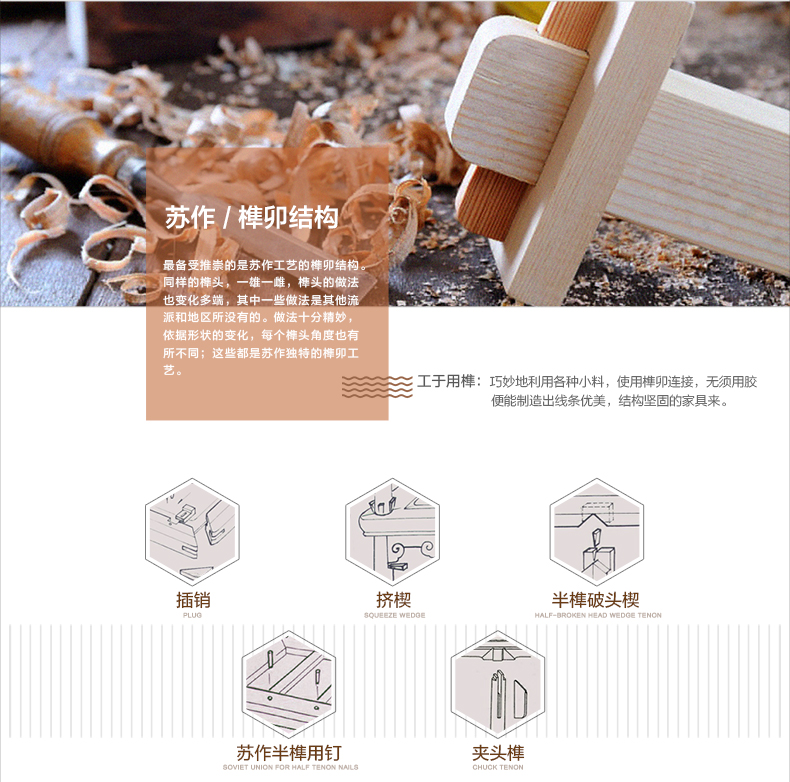 苏作 / 榫卯结构
最备受推崇的是苏作工艺的榫卯结构。
同样的榫头，一雄一雌，榫头的做法
也变化多端，其中一些做法是其他流
派和地区所没有的。做法十分精妙，
依据形状的变化，每个榫头角度也有
所不同；这些都是苏作独特的榫卯工
艺。
工于用榫：巧妙地利用各种小料，使用榫卯连接，无须用胶
便能制造出线条优美，结构坚固的家具来。
插销
PLUG
挤楔
SQUEEZE WEDGE
半榫破头楔
HALF-BROKEN HEAD WEDGE TENON
苏作半榫用钉
SOVIET UNION FOR HALF TENON NAILS
夹头榫
CHUCK TENON